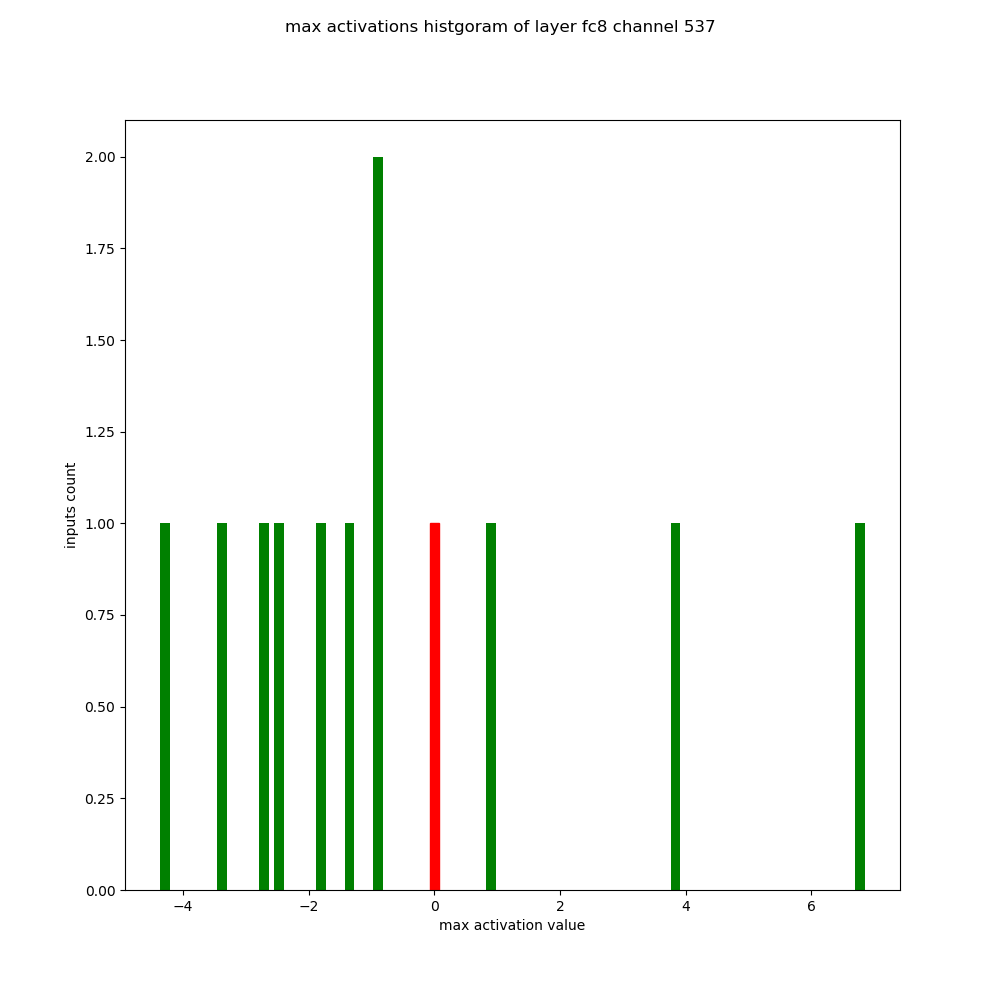 max activations histgoram of layer fc8 channel 537
2.00
1.75
1.50
1.25
1.00
0.75
0.50
0.25
0.00
inputs count
−4 −2 0 2 4 6
max activation value